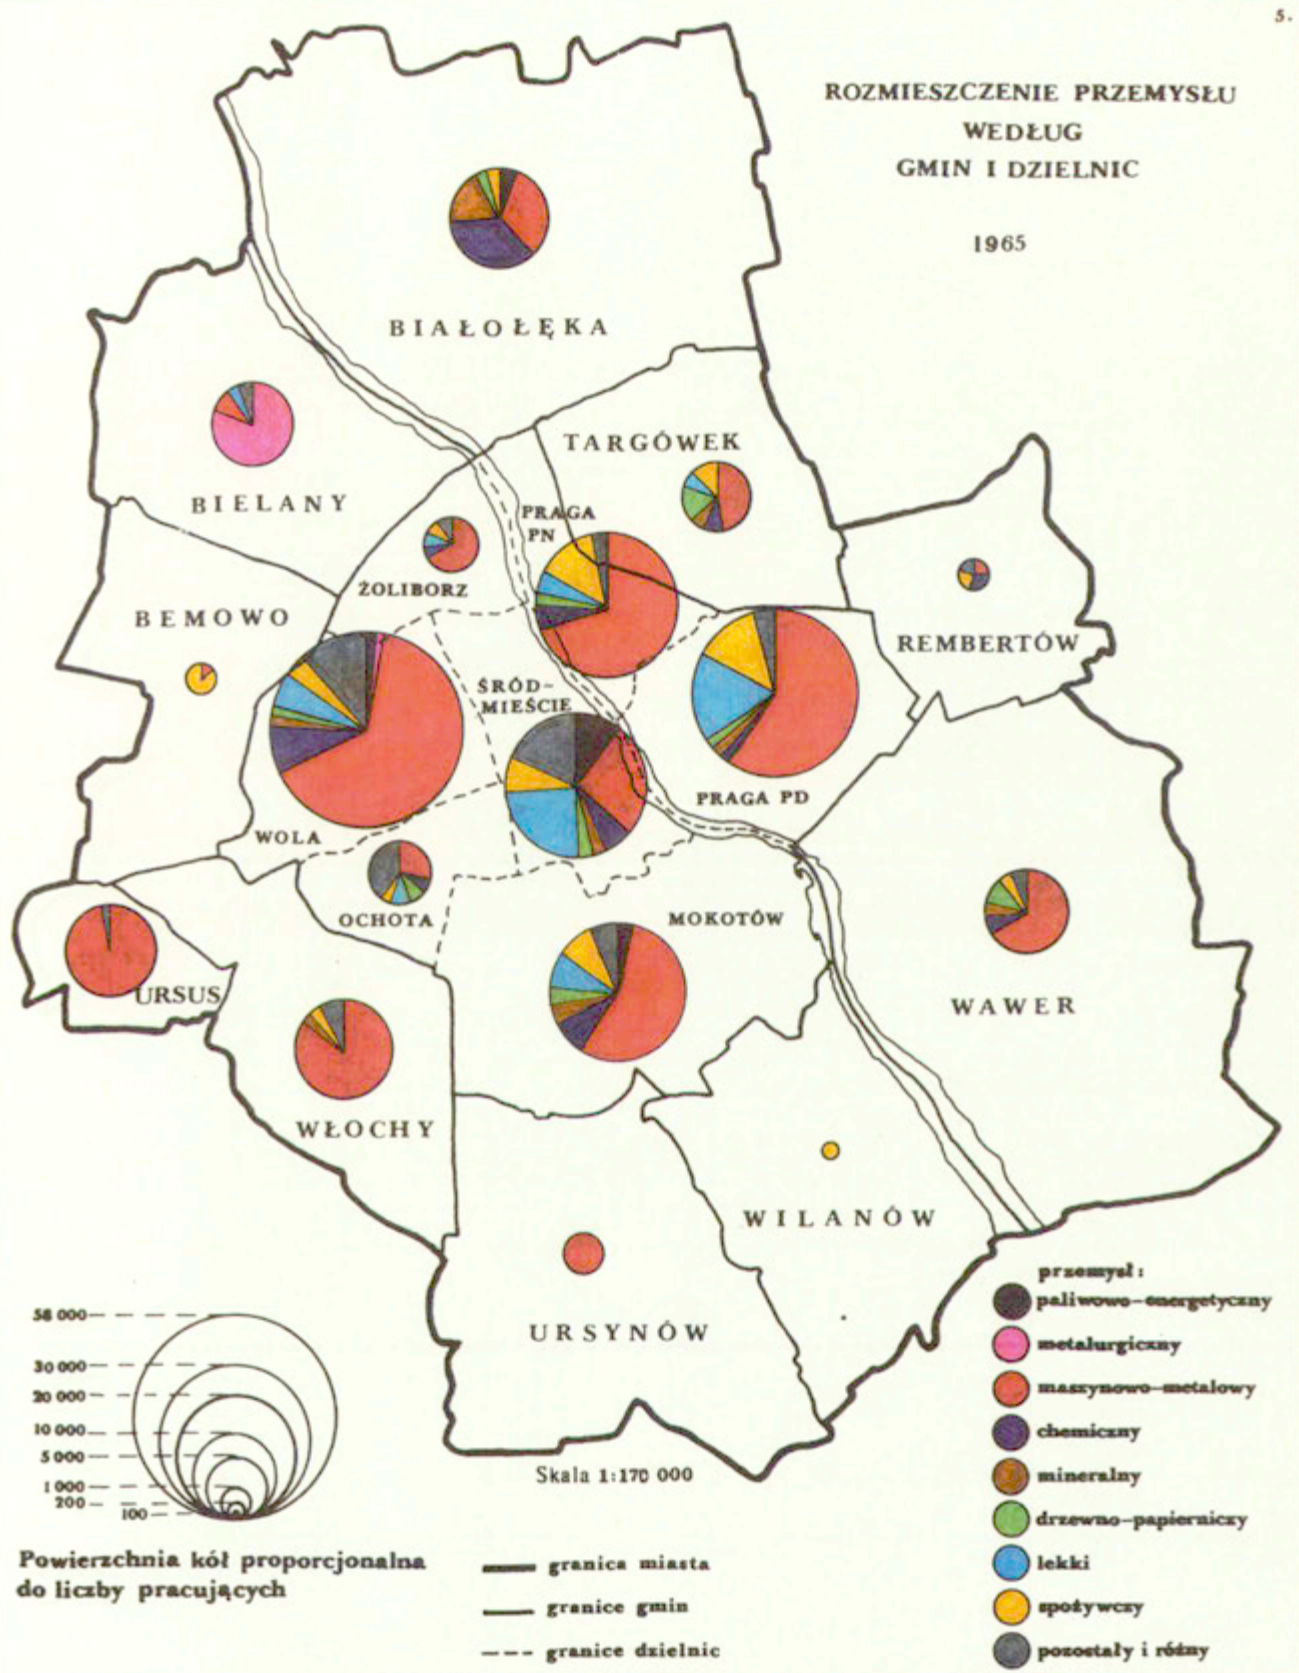 5.
ROZMIESZCZENIE PRZEMYSŁU
WEDŁUG
GMIN I DZIELNIC
1965
BIAŁOŁĘKA
TARGÓWEK
BIELANY
PRAGA
PN
ŻOLIBORZ
BEMOWO
REMBERTÓW
ŚRÓD-
MIEŚCIE
PRAGA PD
WOLA
OCHOTA
MOKOTÓW
URSUS
WAWER
WŁOCHY
WILANÓW
URSYNÓW
58 000
30 000
20 000
10 000
5 000
1 000
200
100
Powierzchnia kół proporcjonalna
do liczby pracujących
Skala 1:170 000
granica miasta
granice gmin
granice dzielnic
przemysł:
paliwowo-energetyczny
metalurgiczny
maszynowo-metalowy
chemiczny
mineralny
drzewno-papierniczy
lekki
spożywczy
pozostały i różny